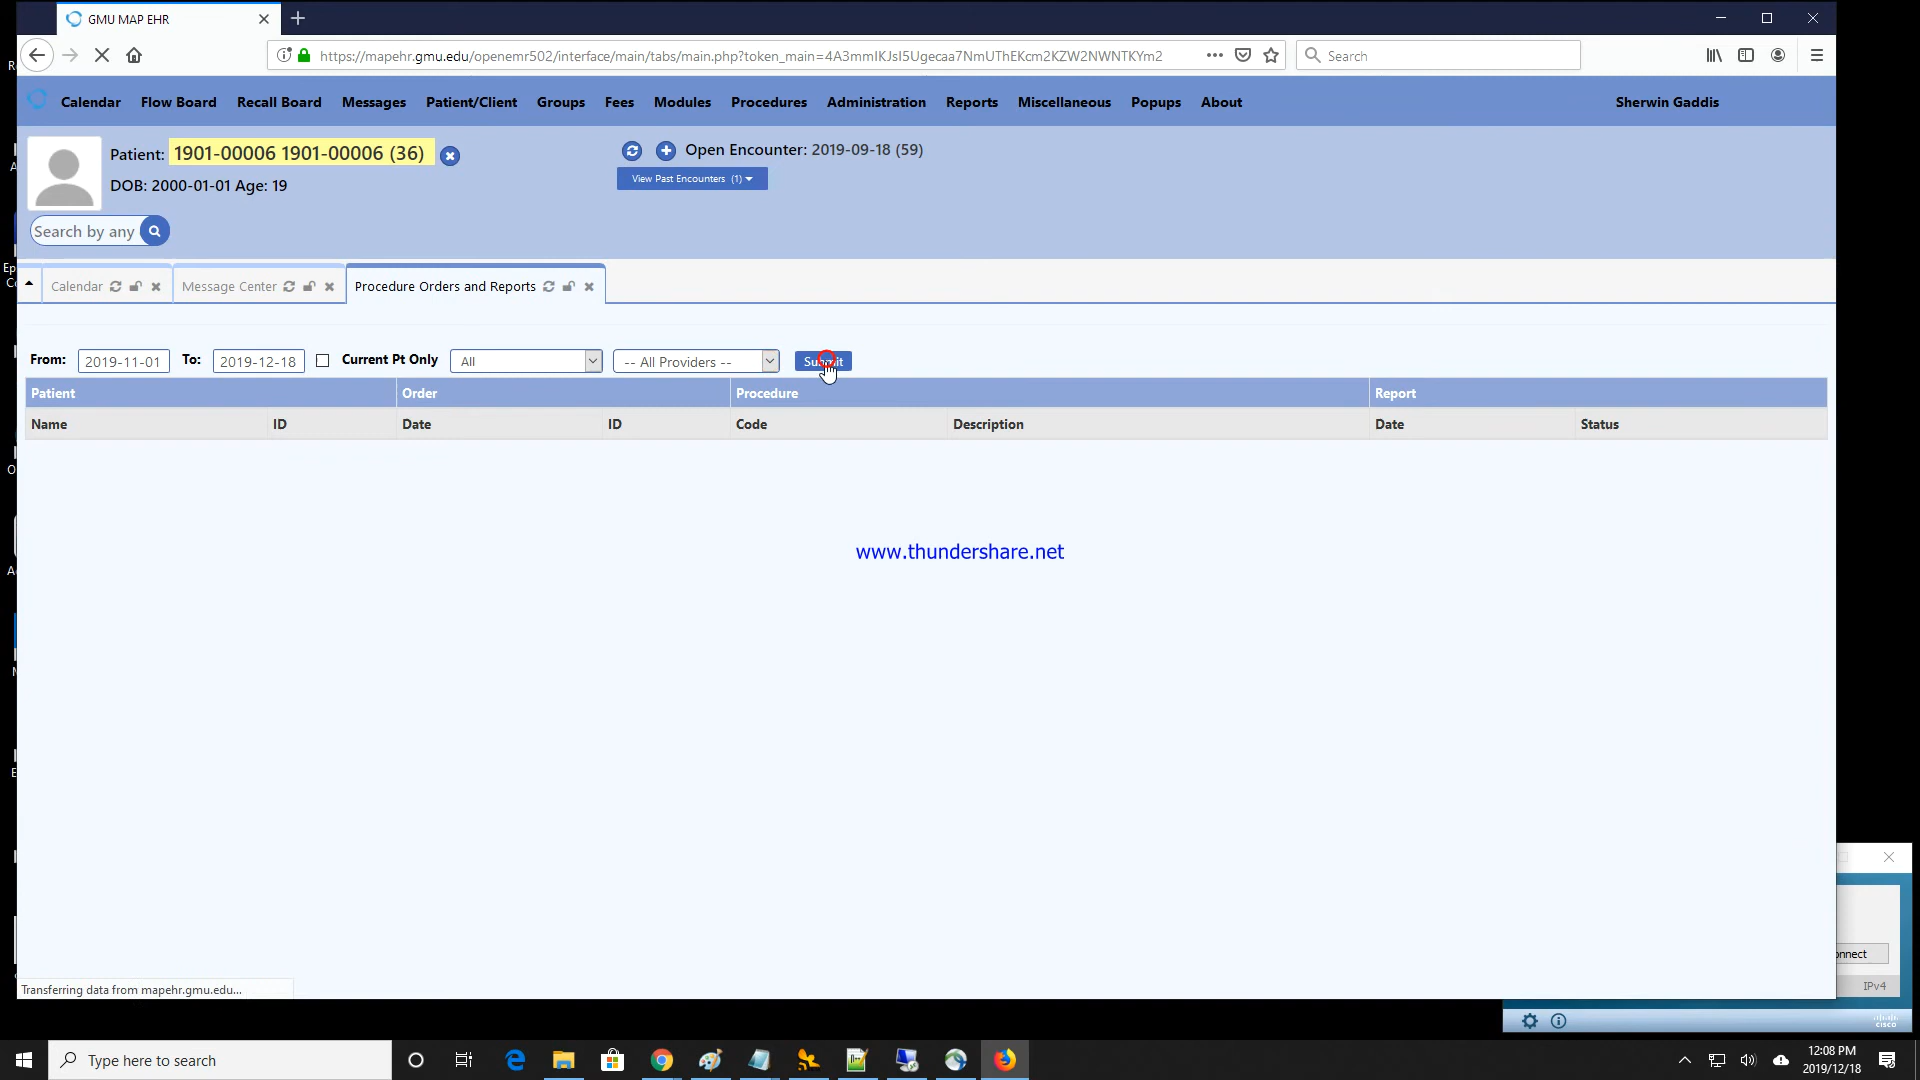 GMU MAP EHR
https://mapehr.gmu.edu/openemr502/interface/main/tabs/main.php?token_main=4A3mmIKJsI5Ugecaa7NmUThEKcm2KZW2NWNTKYm2
Search
Calendar Flow Board Recall Board Messages Patient/Client Groups Fees Modules Procedures Administration Reports Miscellaneous Popups About Sherwin Gaddis
Patient: 1901-00006 1901-00006 (36)
Open Encounter: 2019-09-18 (59)
DOB: 2000-01-01 Age: 19
View Past Encounters (1)
Search by any
Calendar Message Center Procedure Orders and Reports
From: 2019-11-01 To: 2019-12-18 Current Pt Only All -- All Providers -- Submit
Patient Order Procedure Report
Name ID Date ID Code Description Date Status
www.thundershare.net
onnect
IPv4
Transferring data from mapehr.gmu.edu...
CISCO
Type here to search
12:08 PM
2019/12/18